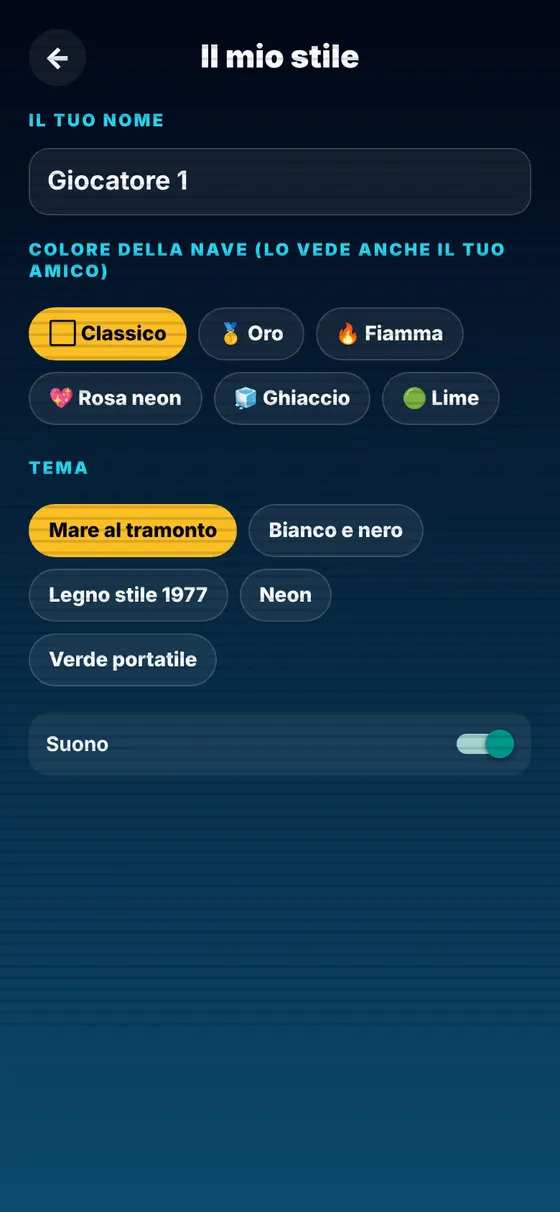 Il mio stile
IL TUO NOME
Giocatore 1
COLORE DELLA NAVE (LO VEDE ANCHE IL TUO
AMICO)
Classico
🥇 Oro
🔥 Fiamma
💖 Rosa neon
🧊 Ghiaccio
🟢 Lime
TEMA
Mare al tramonto
Bianco e nero
Legno stile 1977
Neon
Verde portatile
Suono